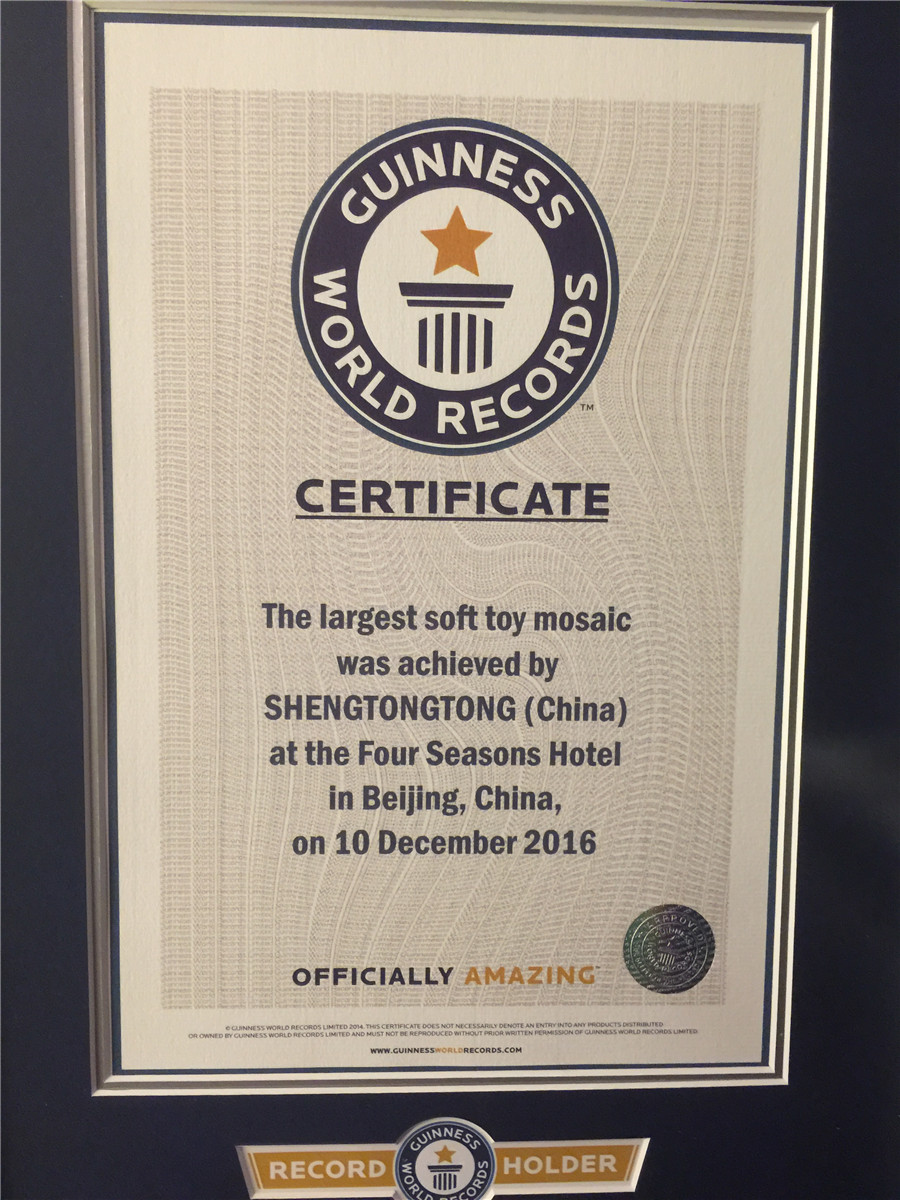 GUINNESS
WORLD RECORDS
TM
CERTIFICATE
The largest soft toy mosaic
was achieved by
SHENGTONGTONG (China)
at the Four Seasons Hotel
in Beijing, China,
on 10 December 2016
OFFICIALLY AMAZING
© GUINNESS WORLD RECORDS LIMITED 2014. THIS CERTIFICATE DOES NOT NECESSARILY DENOTE AN ENTRY INTO ANY PRODUCTS DISTRIBUTED
OR OWNED BY GUINNESS WORLD RECORDS LIMITED AND MUST NOT BE REPRODUCED WITHOUT PRIOR WRITTEN PERMISSION OF GUINNESS WORLD RECORDS LIMITED.
WWW.GUINNESSWORLDRECORDS.COM
RECORD
GUINNESS
WORLD RECORDS
HOLDER